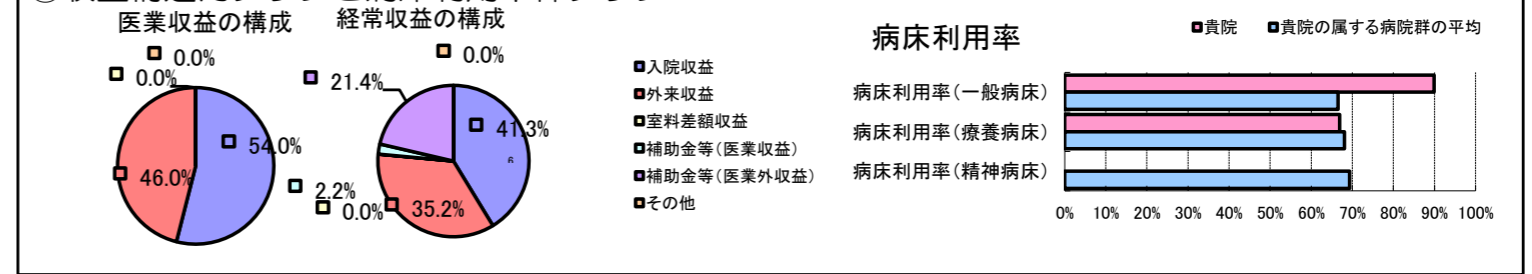 医業収益の構成
経常収益の構成
0.0%
0.0%
54.0%
46.0%
0.0%
21.4%
41.3%
2.2%
0.0%
35.2%
入院収益
外来収益
室料差額収益
補助金等(医業収益)
補助金等(医業外収益)
その他
病床利用率
貴院
貴院の属する病院群の平均
病床利用率(一般病床)
病床利用率(療養病床)
病床利用率(精神病床)
0% 10% 20% 30% 40% 50% 60% 70% 80% 90% 100%